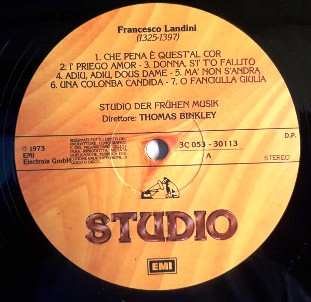 Francesco Landini
(1325-1397)
1. CHE PENA È QUEST'AL COR
2: I' PRIEGO AMOR - 3. DONNA, S'I' T'O FALLITO
4. ADIU, ADIU, DOUS DAME - 5. MA' NON S'ANDRA
6. UNA COLONBA CANDIDA - 7. O FANCIULLA GIULIA
STUDIO DER FRÜHEN MUSIK
Direttore: THOMAS BINKLEY
℗ 1973
EMI
Electrola GmbH
3C 053 - 30113
A
D.P.
STEREO
STUDIO
EMI